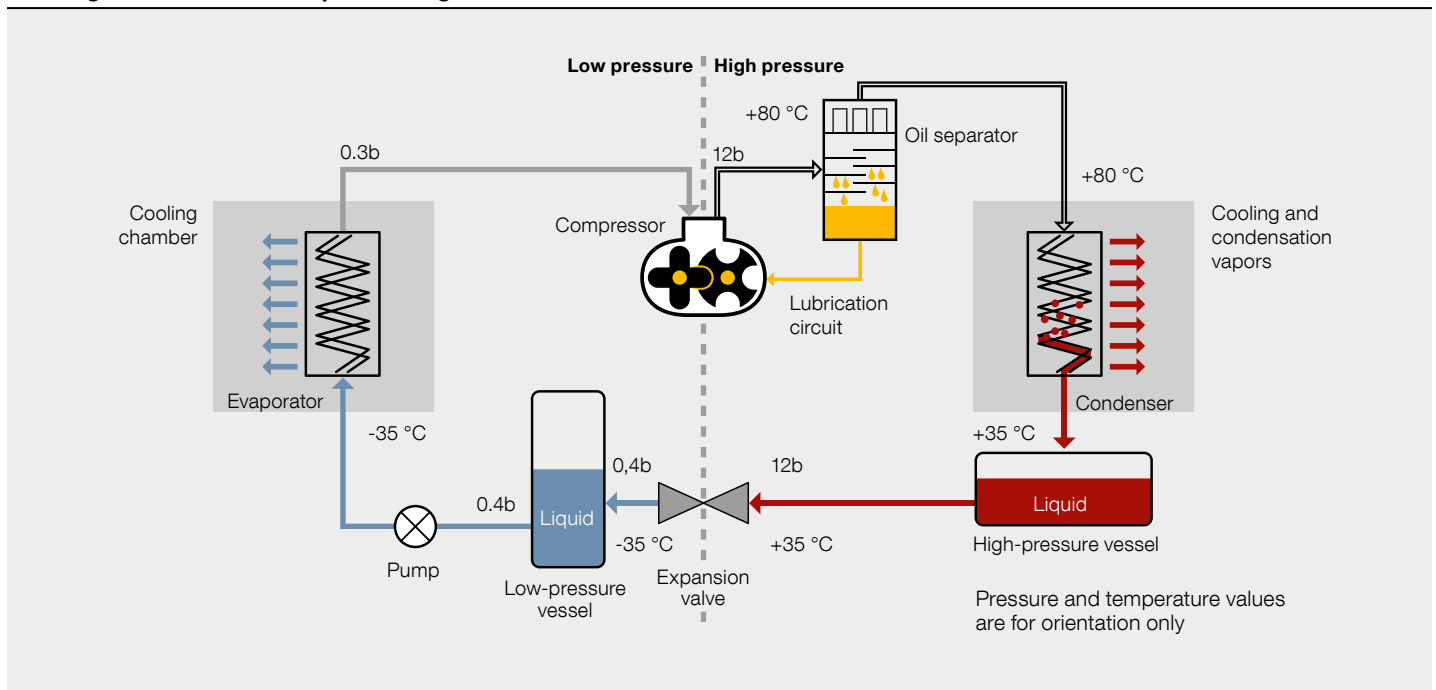 Low pressure
High pressure
+80 °C
Oil separator
0.3b
12b
+80 °C
Cooling
chamber
Compressor
Cooling and
condensation
vapors
Lubrication
circuit
Evaporator
Condenser
-35 °C
+35 °C
0,4b
12b
0.4b
Liquid
Liquid
-35 °C
+35 °C
High-pressure vessel
Pump
Low-pressure
vessel
Expansion
valve
Pressure and temperature values
are for orientation only